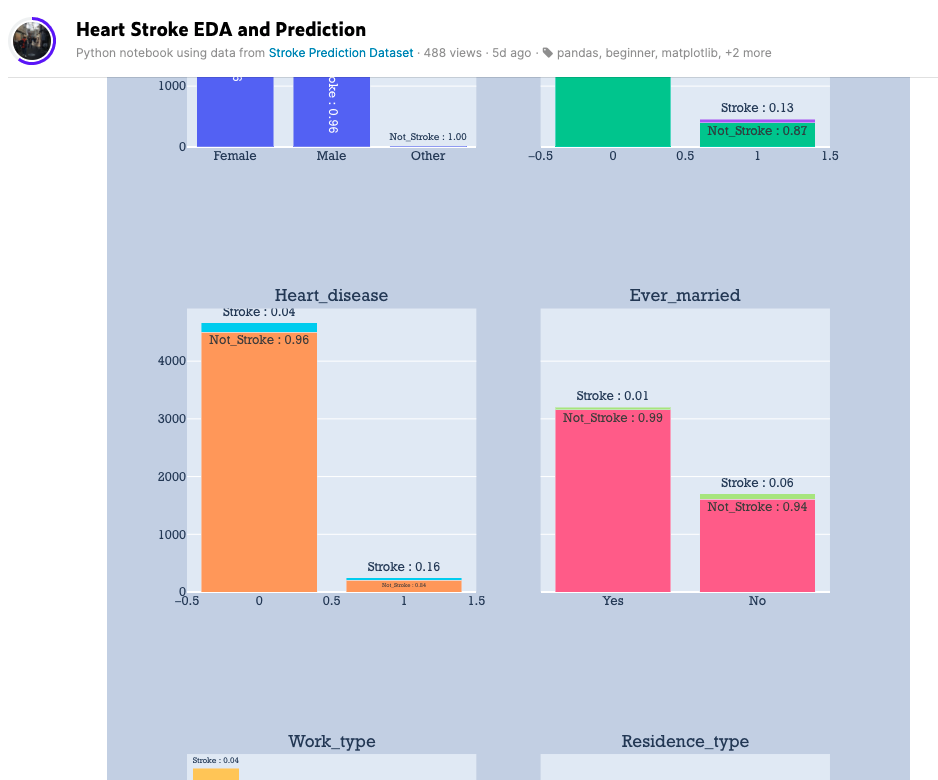 Heart Stroke EDA and Prediction
Python notebook using data from Stroke Prediction Dataset · 488 views · 5d ago · pandas, beginner, matplotlib, +2 more
1000
0
oke : 0.96
Not_Stroke : 1.00
Female Male Other
Stroke : 0.13
Not_Stroke : 0.87
−0.5 0 0.5 1 1.5
Heart_disease
Stroke : 0.04
Not_Stroke : 0.96
4000
3000
2000
1000
0
Stroke : 0.16
Not_Stroke : 0.84
−0.5 0 0.5 1 1.5
Ever_married
Stroke : 0.01
Not_Stroke : 0.99
Stroke : 0.06
Not_Stroke : 0.94
Yes No
Work_type
Stroke : 0.04
Residence_type